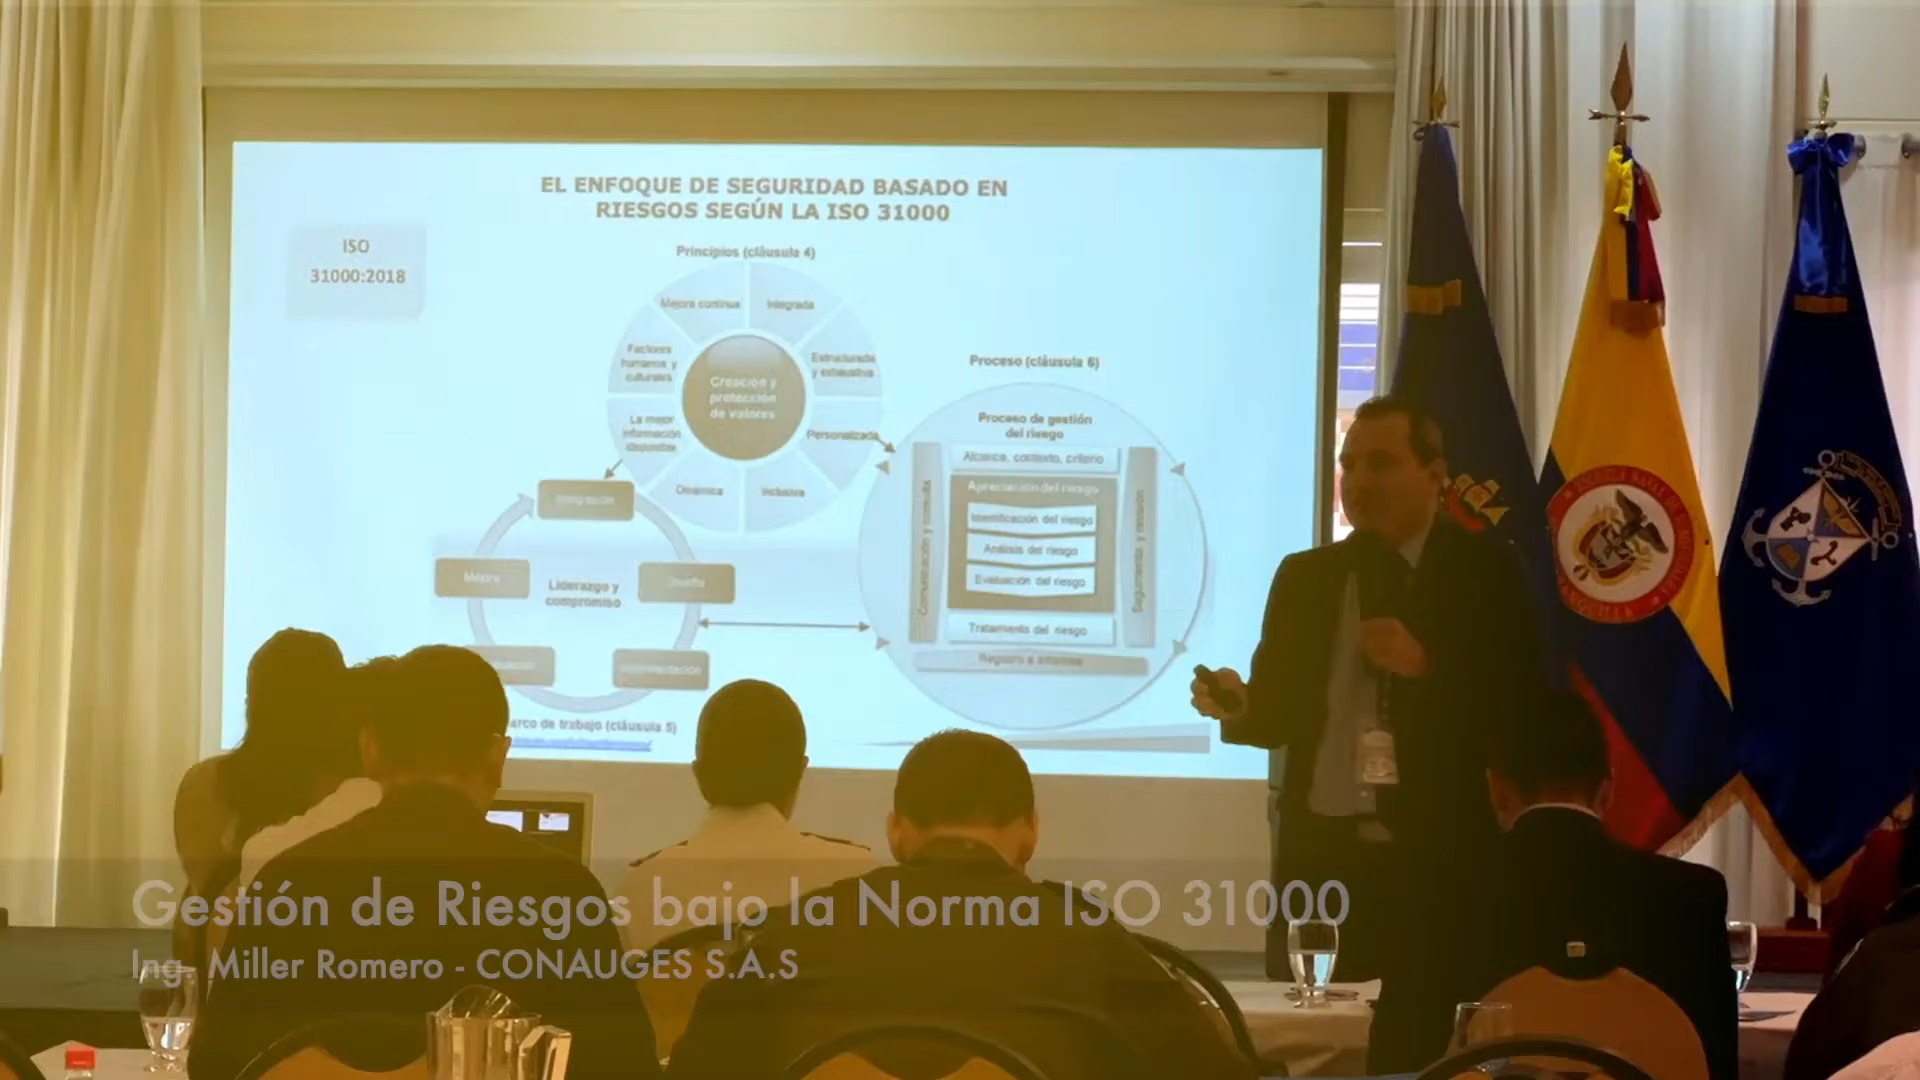 EL ENFOQUE DE SEGURIDAD BASADO EN
RIESGOS SEGÚN LA ISO 31000
ISO
31000:2018
Principios (cláusula 4)
Mejora continua
Integrada
Factores
humanos y
culturales
Estructurada
y exhaustiva
Creación y
protección
de valores
La mejor
información
disponible
Personalizada
Dinámica
Inclusiva
Integración
Mejora
Diseño
Liderazgo y
compromiso
Implementación
arco de trabajo (cláusula 5)
Proceso (cláusula 6)
Proceso de gestión
del riesgo
Alcance, contexto, criterio
Apreciación del riesgo
Identificación del riesgo
Análisis del riesgo
Evaluación del riesgo
Tratamiento del riesgo
Comunicación y consulta
Seguimiento y revisión
Registro e informe
Gestión de Riesgos bajo la Norma ISO 31000
Ing. Miller Romero - CONAUGES S.A.S